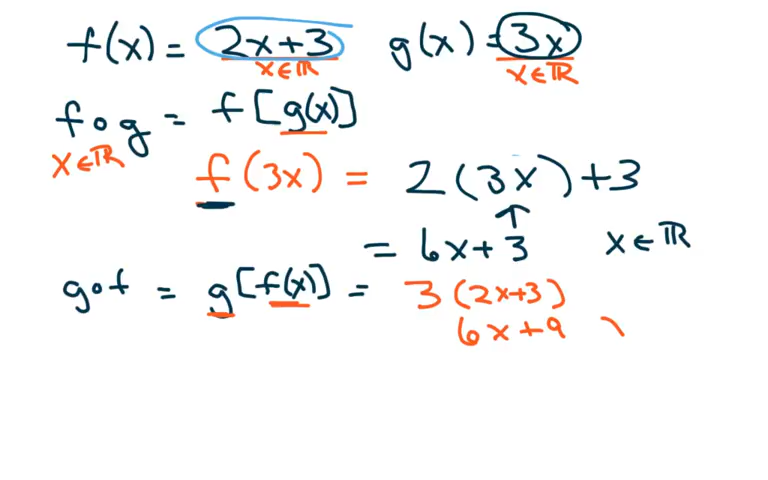 f(x) = 2x+3 g(x) = 3x
x∈ℝ x∈ℝ
f∘g = f[g(x)]
x∈ℝ
f(3x) = 2(3x)+3
= 6x+3 x∈ℝ
g∘f = g[f(x)] = 3(2x+3)
6x+9